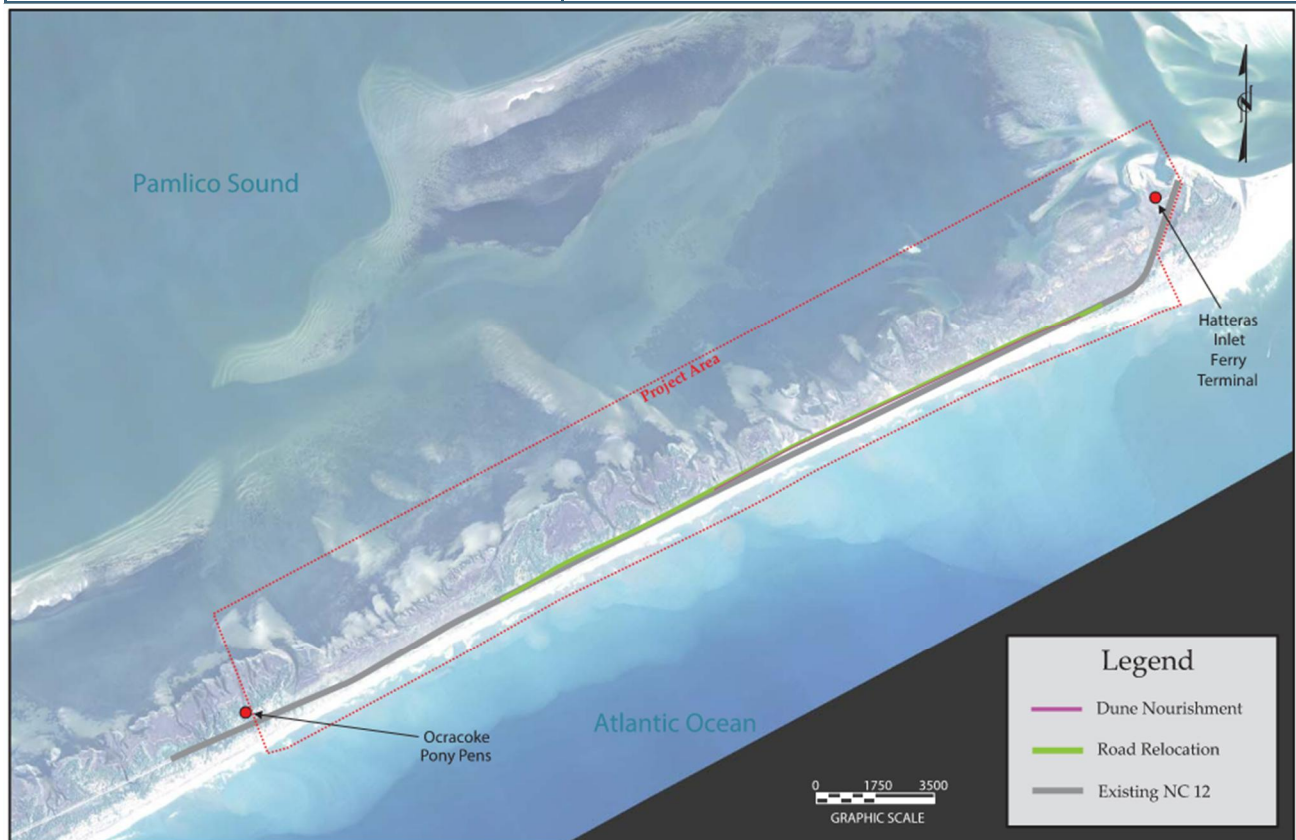 Pamlico Sound
N
Hatteras
Inlet
Ferry
Terminal
Project Area
Ocracoke
Pony Pens
Atlantic Ocean
0 1750 3500
GRAPHIC SCALE
Legend
Dune Nourishment
Road Relocation
Existing NC 12